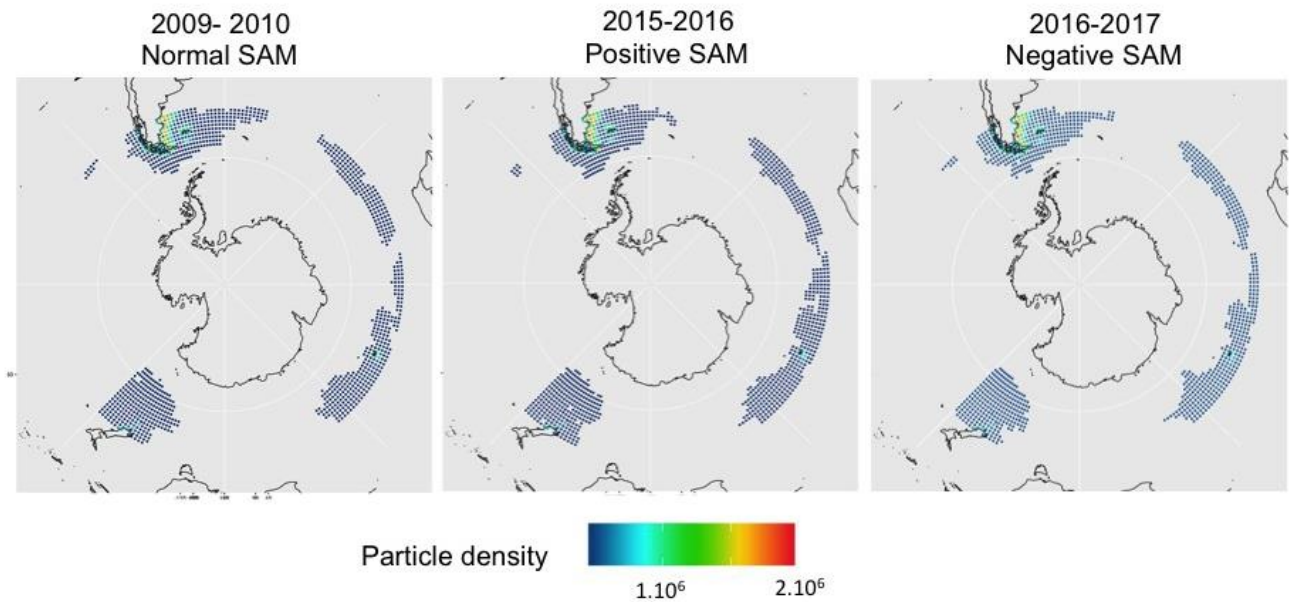 2009- 2010
Normal SAM
2015-2016
Positive SAM
2016-2017
Negative SAM
Particle density
1.10⁶
2.10⁶